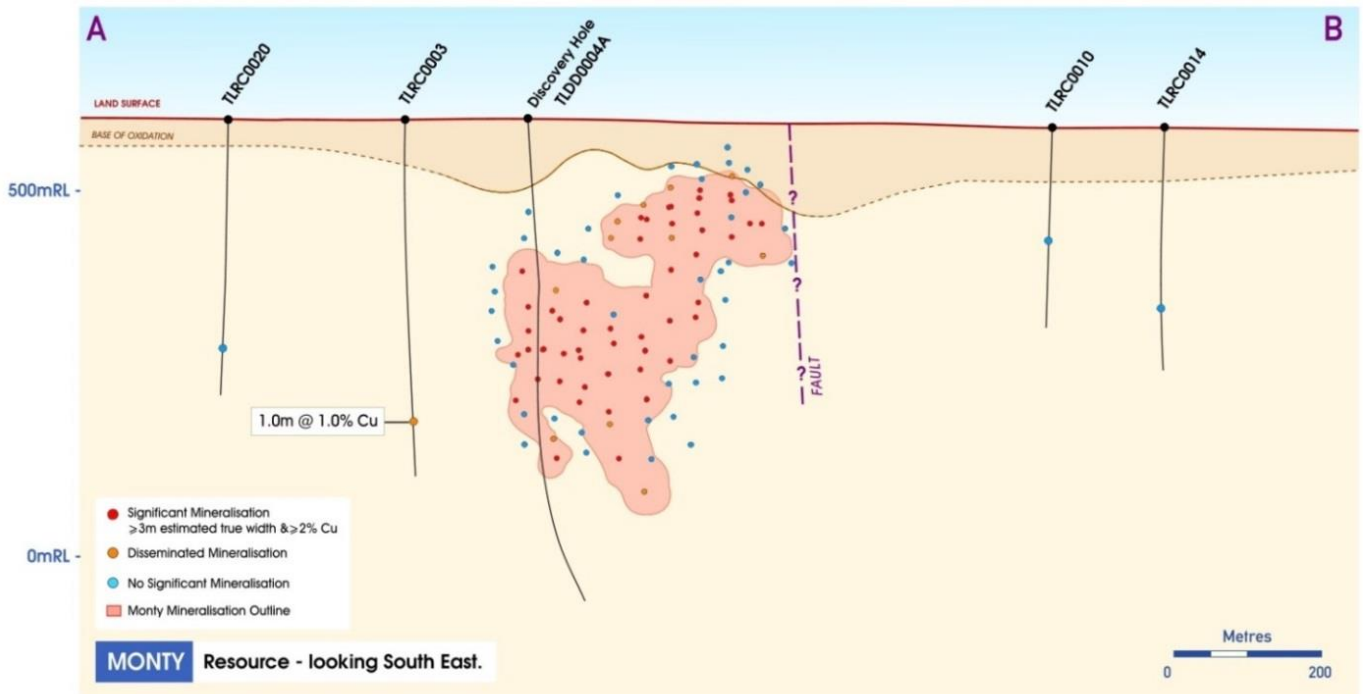 A
B
TLRC0020
TLRC0003
Discovery Hole
TLDD0004A
TLRC0010
TLRC0014
LAND SURFACE
BASE OF OXIDATION
500mRL -
?
?
?
FAULT
1.0m @ 1.0% Cu
Significant Mineralisation
≥3m estimated true width &≥2% Cu
Disseminated Mineralisation
No Significant Mineralisation
Monty Mineralisation Outline
0mRL -
MONTY Resource - looking South East.
Metres
0 200